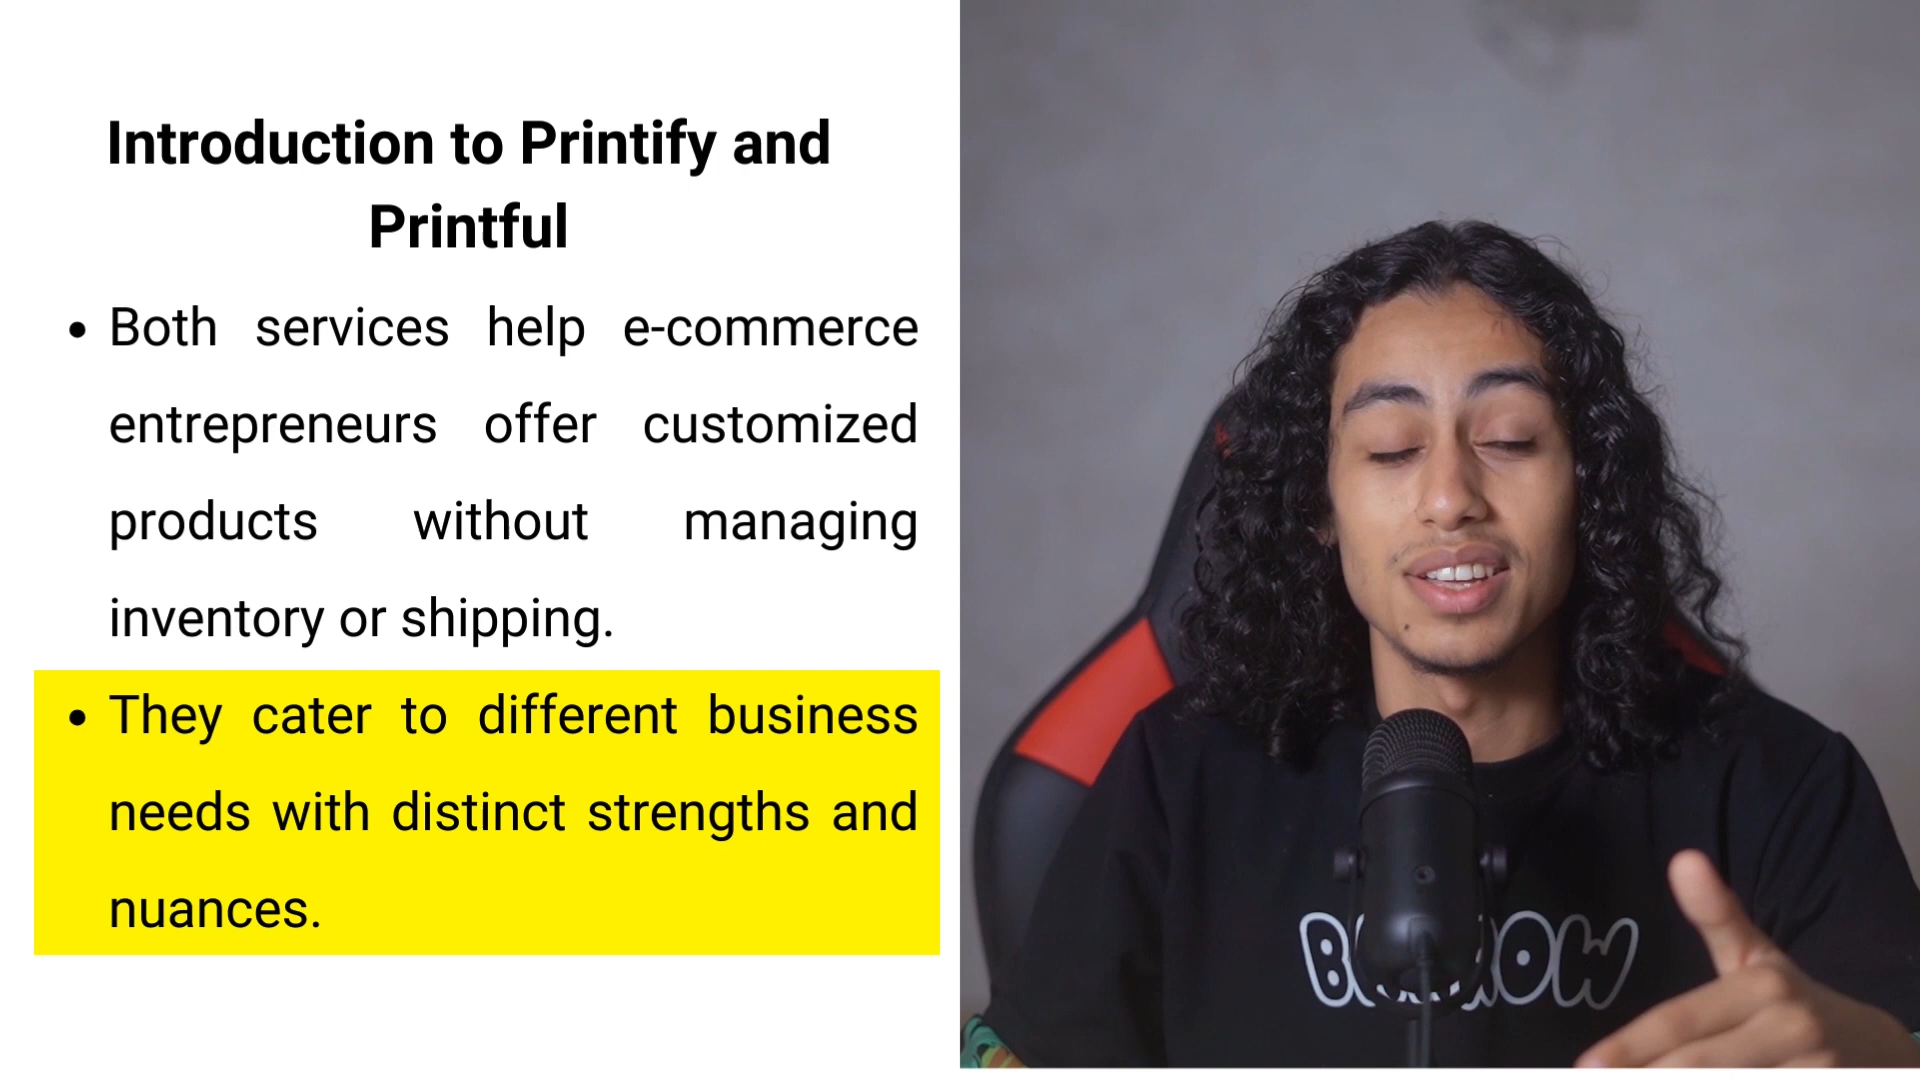 Introduction to Printify and
Printful
• Both services help e-commerce
entrepreneurs offer customized
products without managing
inventory or shipping.
• They cater to different business
needs with distinct strengths and
nuances.